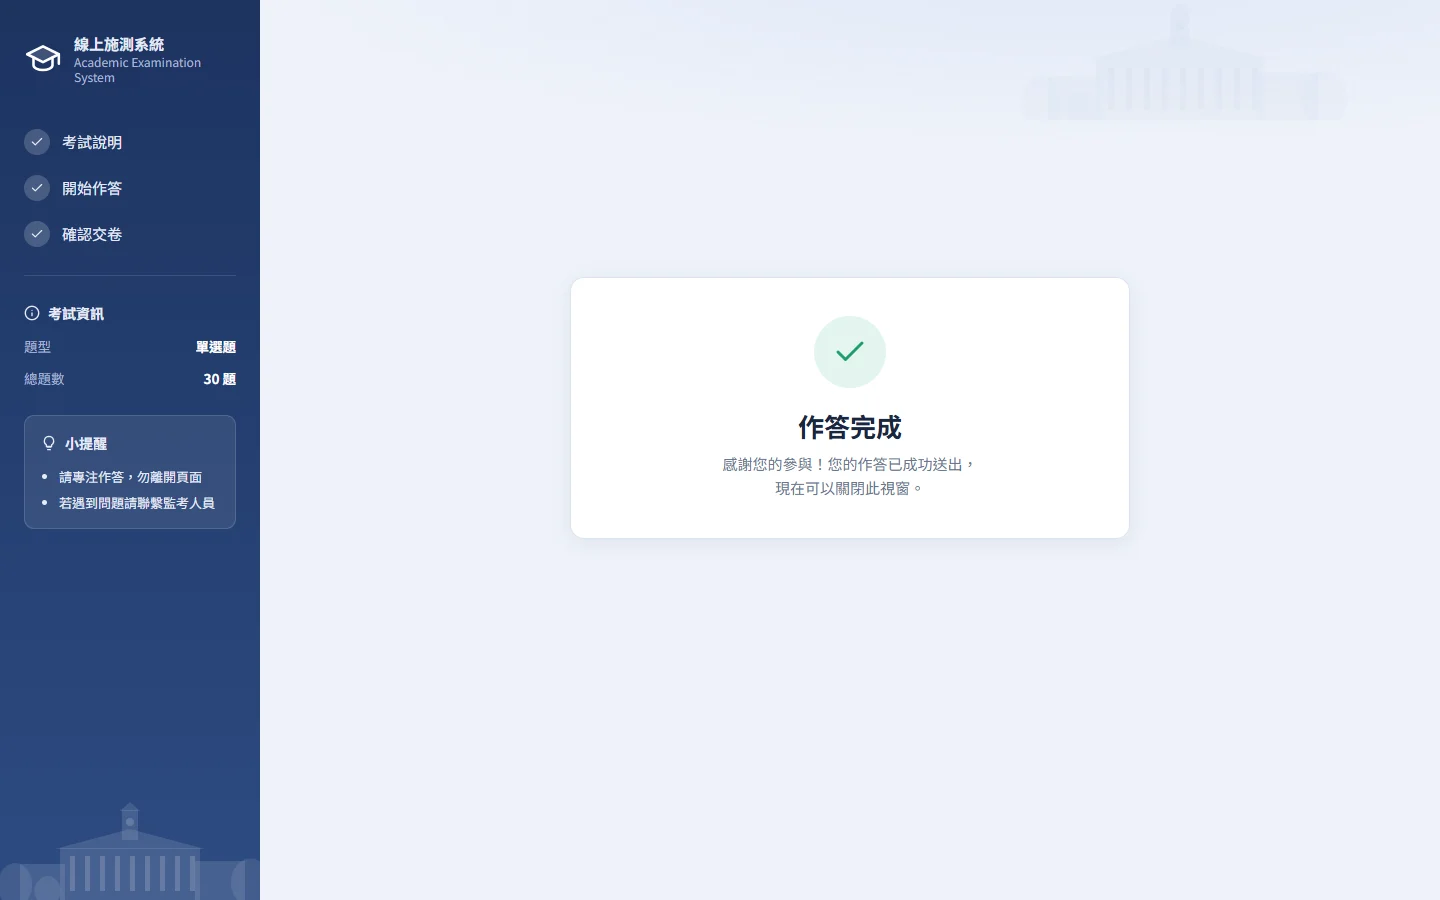 線上施測系統
Academic Examination
System
考試說明
開始作答
確認交卷
考試資訊
題型 單選題
總題數 30 題
小提醒
請專注作答，勿離開頁面
若遇到問題請聯繫監考人員
作答完成
感謝您的參與！您的作答已成功送出，
現在可以關閉此視窗。